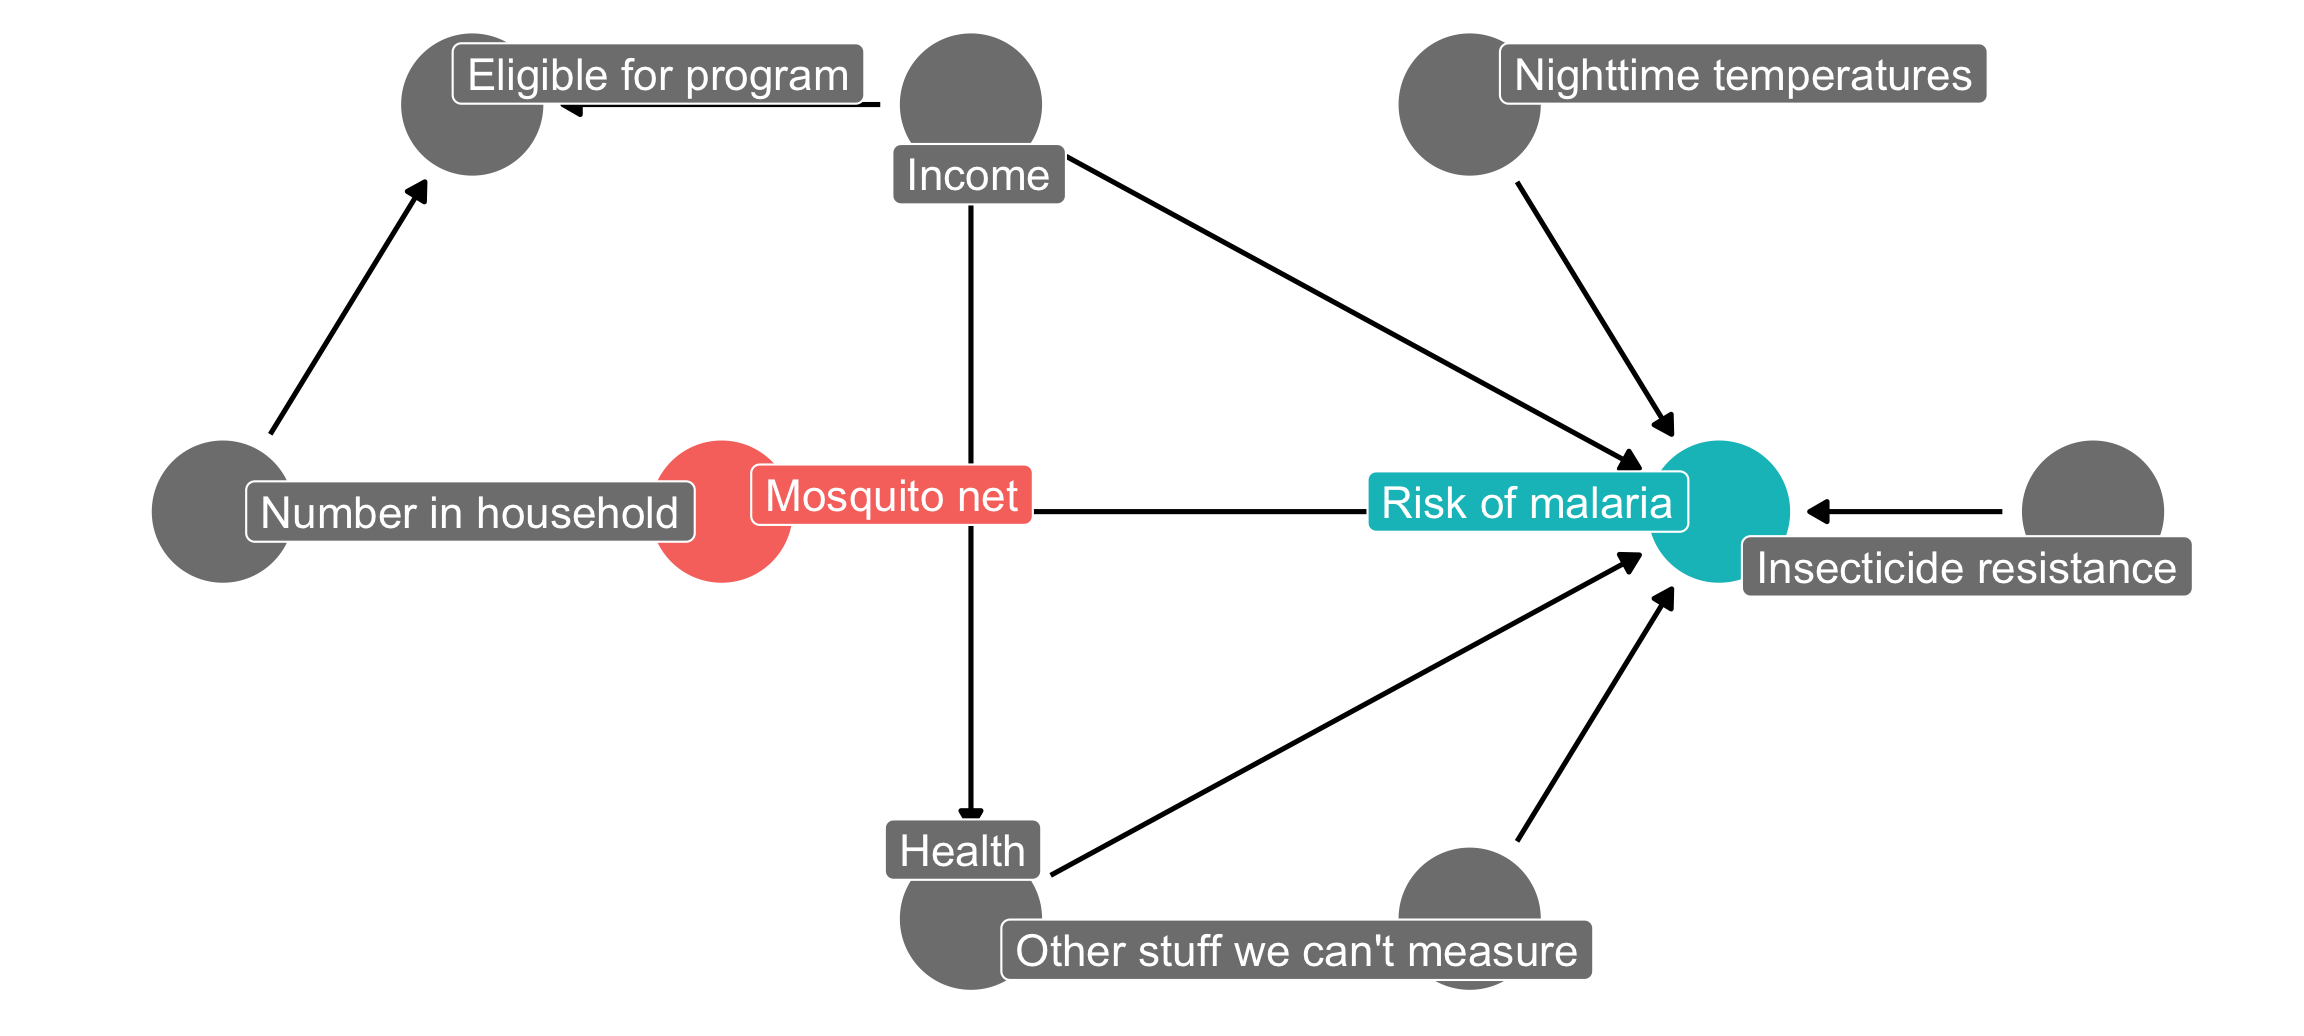 Eligible for program
Nighttime temperatures
Income
Mosquito net
Risk of malaria
Number in household
Insecticide resistance
Health
Other stuff we can't measure